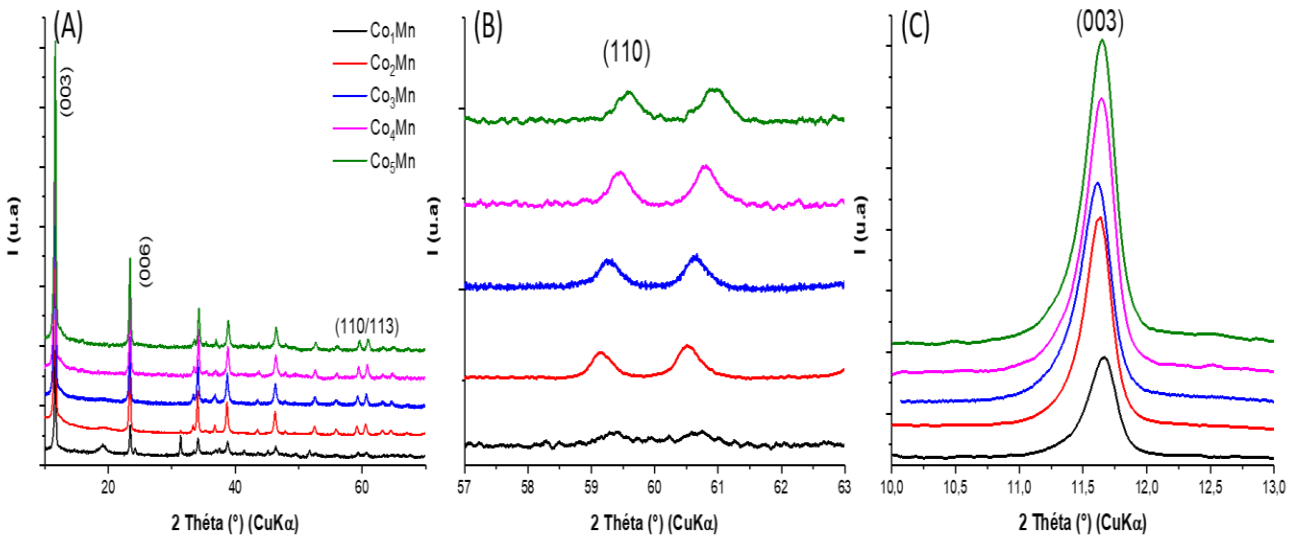 (A)
(003)
(006)
(110/113)
Co₁Mn
Co₂Mn
Co₃Mn
Co₄Mn
Co₅Mn
I (u.a)
20
40
60
2 Théta (°) (CuKα)
(B)
(110)
I (u.a)
57
58
59
60
61
62
63
2 Théta (°) (CuKα)
(C)
(003)
I (u.a)
10,0
10,5
11,0
11,5
12,0
12,5
13,0
2 Théta (°) (CuKα)